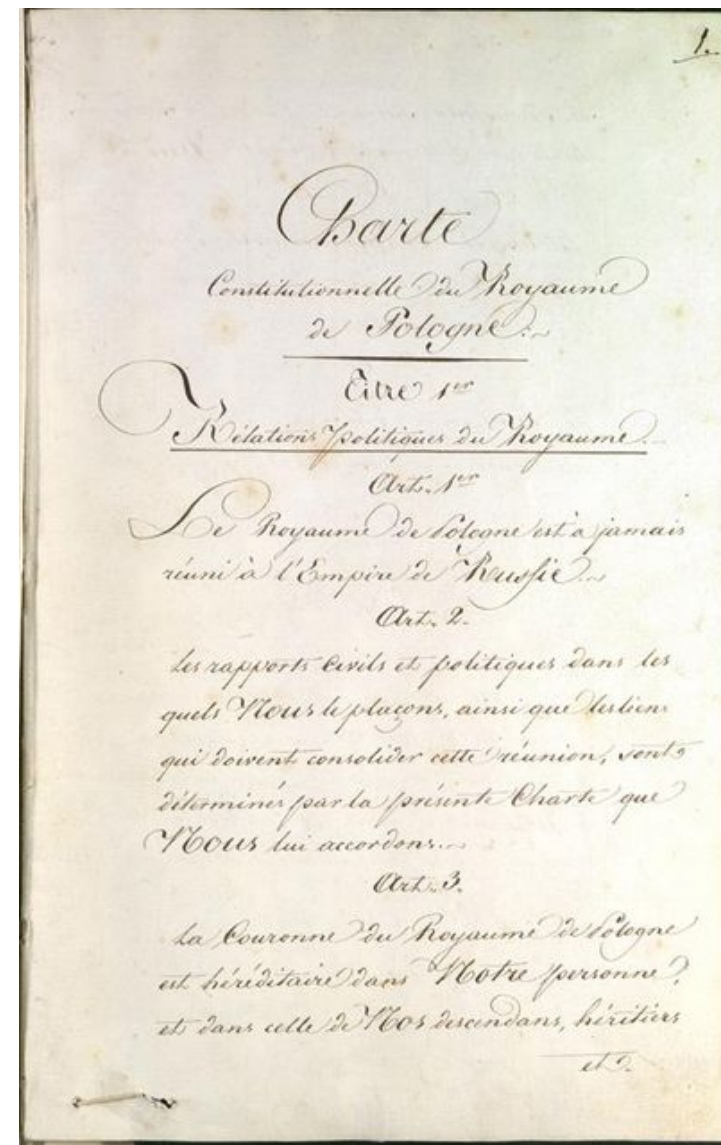 1.
Charte
Constitutionnelle du Royaume
de Pologne.
Titre 1er
Rélations politiques du Royaume.
Art. 1er
Le Royaume de Pologne est à jamais
réuni à l'Empire de Russie.
Art. 2.
Les rapports civils et politiques dans les
quels Nous le plaçons, ainsi que les liens
qui doivent consolider cette réunion, sont
déterminés par la présente Charte que
Nous lui accordons.
Art. 3.
La Couronne du Royaume de Pologne
est héréditaire dans Notre personne,
et dans celle de Nos descendans, héritiers
et